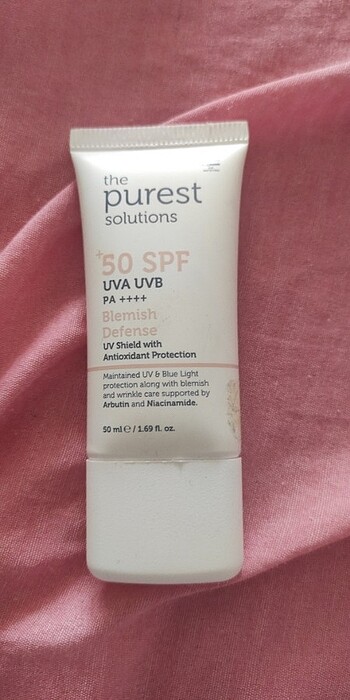 the
purest
solutions
+50 SPF
UVA UVB
PA ++++
Blemish
Defense
UV Shield with
Antioxidant Protection
Maintained UV & Blue Light
protection along with blemish
and wrinkle care supported by
Arbutin and Niacinamide.
50 ml ℮ / 1.69 fl. oz.